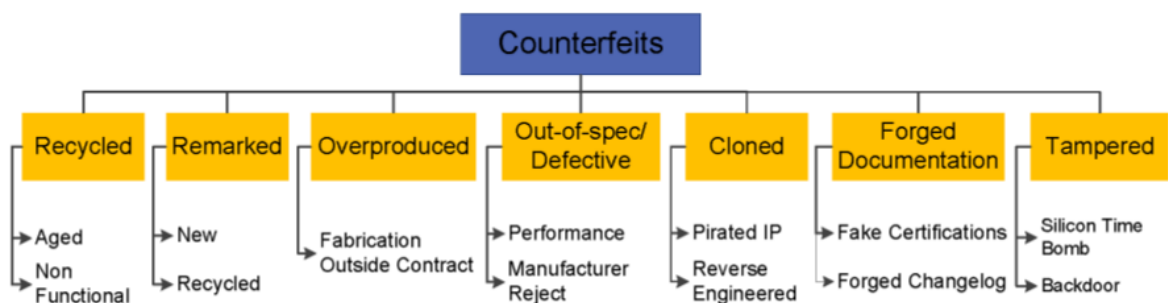 Counterfeits
Recycled
Remarked
Overproduced
Out-of-spec/
Defective
Cloned
Forged
Documentation
Tampered
Aged
Non
Functional
New
Recycled
Fabrication
Outside Contract
Performance
Manufacturer
Reject
Pirated IP
Reverse
Engineered
Fake Certifications
Forged Changelog
Silicon Time
Bomb
Backdoor